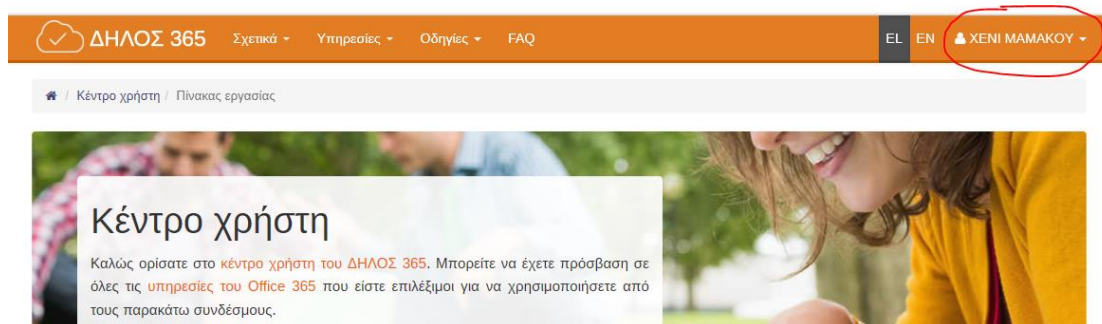 ΔΗΛΟΣ 365 Σχετικά Υπηρεσίες Οδηγίες FAQ EL EN ΧΕΝΙ ΜΑΜΑΚΟΥ
/ Κέντρο χρήστη / Πίνακας εργασίας
Κέντρο χρήστη
Καλώς ορίσατε στο κέντρο χρήστη του ΔΗΛΟΣ 365. Μπορείτε να έχετε πρόσβαση σε
όλες τις υπηρεσίες του Office 365 που είστε επιλέξιμοι για να χρησιμοποιήσετε από
τους παρακάτω συνδέσμους.